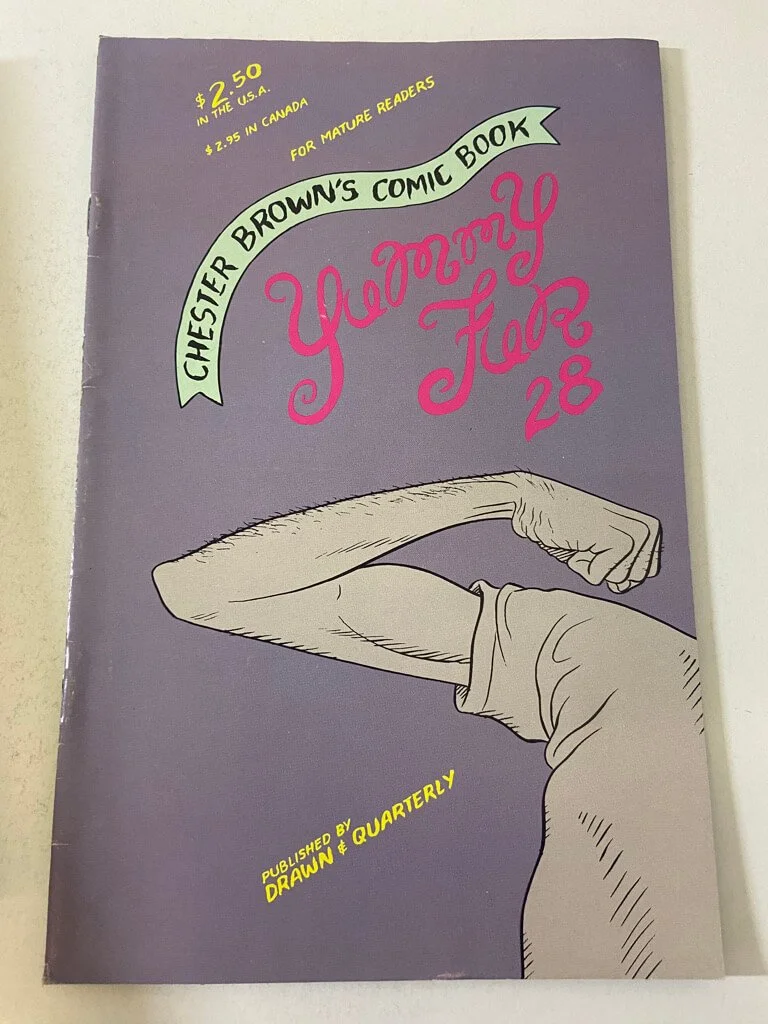 $2.50
IN THE U.S.A.
$2.95 IN CANADA
FOR MATURE READERS
CHESTER BROWN'S COMIC BOOK
YUMMY
FUR
28
PUBLISHED BY
DRAWN & QUARTERLY